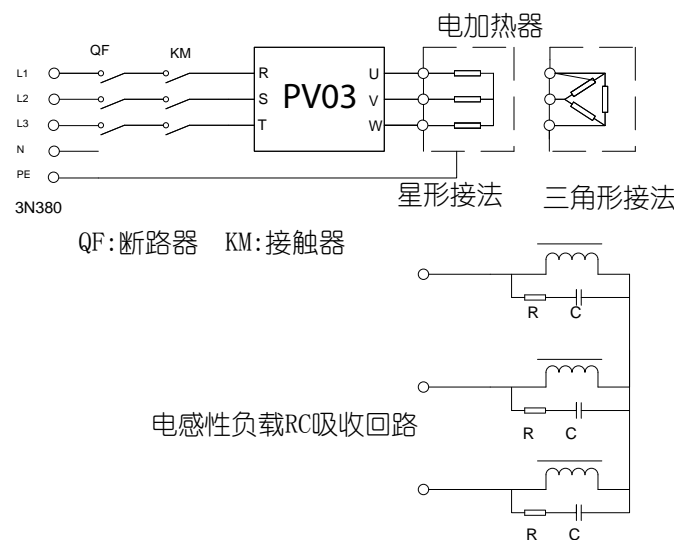 电加热器
QF KM
L1 R U
L2 S PV03 V
L3 T W
N
PE
3N380
星形接法 三角形接法
QF:断路器 KM:接触器
R C
电感性负载RC吸收回路
R C
R C